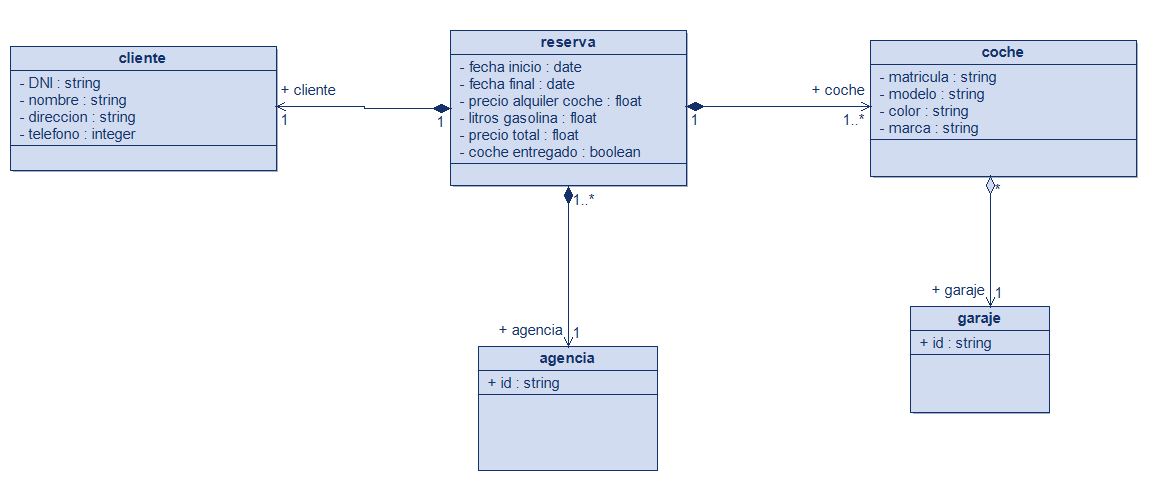 cliente
- DNI : string
- nombre : string
- direccion : string
- telefono : integer
+ cliente
1
1
reserva
- fecha inicio : date
- fecha final : date
- precio alquiler coche : float
- litros gasolina : float
- precio total : float
- coche entregado : boolean
1
+ coche
1..*
coche
- matricula : string
- modelo : string
- color : string
- marca : string
1..*
+ agencia
1
agencia
+ id : string
*
+ garaje
1
garaje
+ id : string